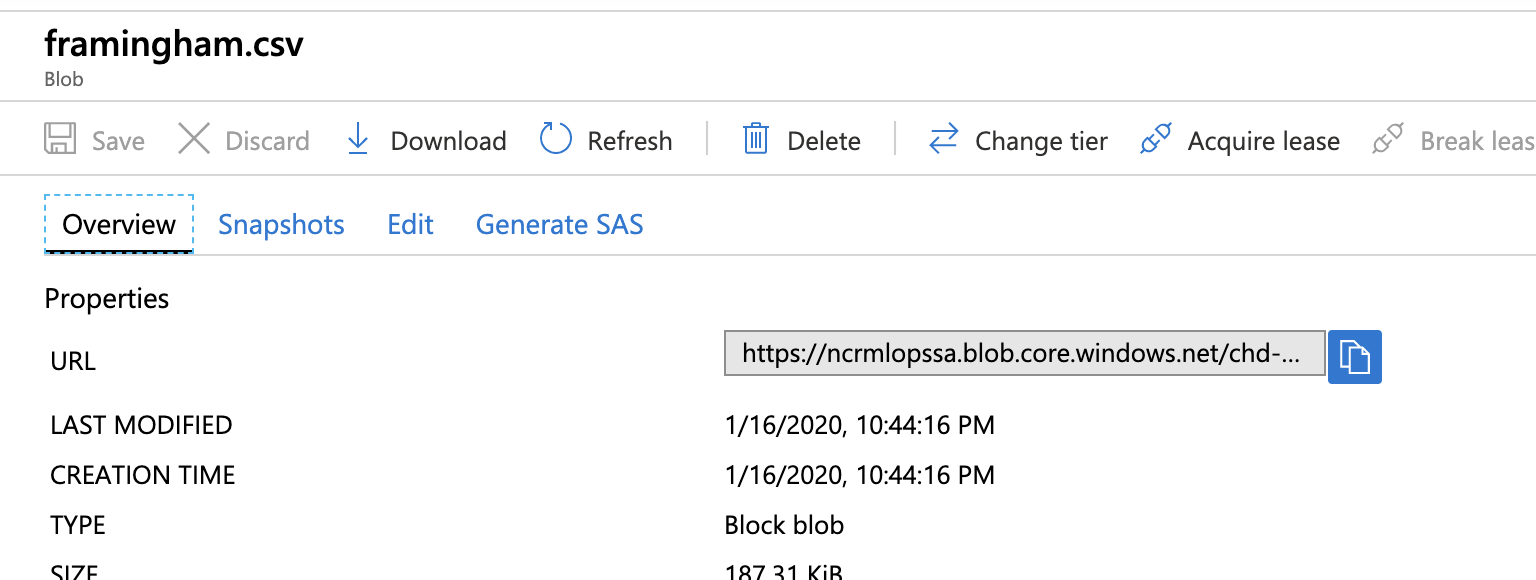 framingham.csv
Blob
Save Discard Download Refresh Delete Change tier Acquire lease Break leas
Overview Snapshots Edit Generate SAS
Properties
URL https://ncrmlopssa.blob.core.windows.net/chd-...
LAST MODIFIED 1/16/2020, 10:44:16 PM
CREATION TIME 1/16/2020, 10:44:16 PM
TYPE Block blob
SIZE 187.31 KiB